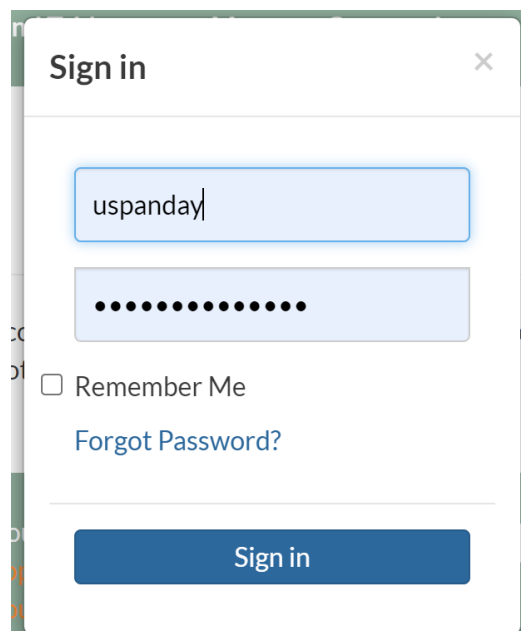 Sign in
×
uspanday
••••••••••••••
Remember Me
Forgot Password?
Sign in